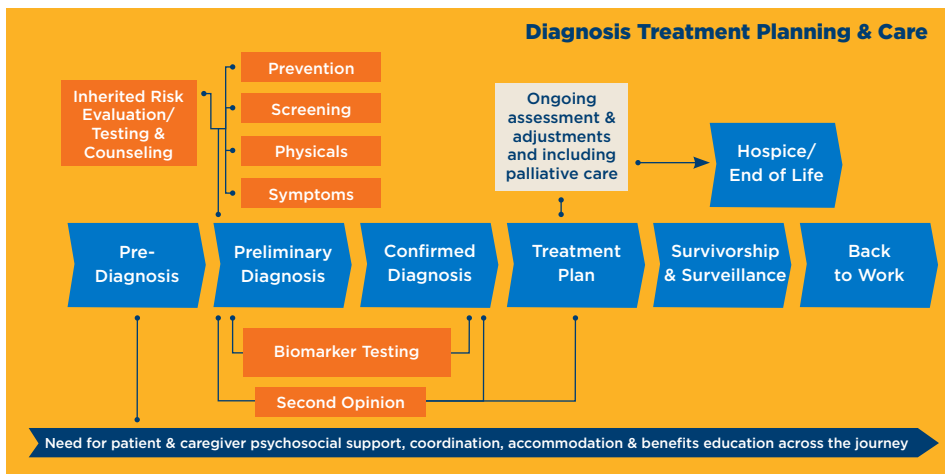 Diagnosis Treatment Planning & Care
Inherited Risk
Evaluation/
Testing &
Counseling
Prevention
Screening
Physicals
Symptoms
Ongoing
assessment &
adjustments
and including
palliative care
Hospice/
End of Life
Pre-
Diagnosis
Preliminary
Diagnosis
Confirmed
Diagnosis
Treatment
Plan
Survivorship
& Surveillance
Back
to Work
Biomarker Testing
Second Opinion
Need for patient & caregiver psychosocial support, coordination, accommodation & benefits education across the journey